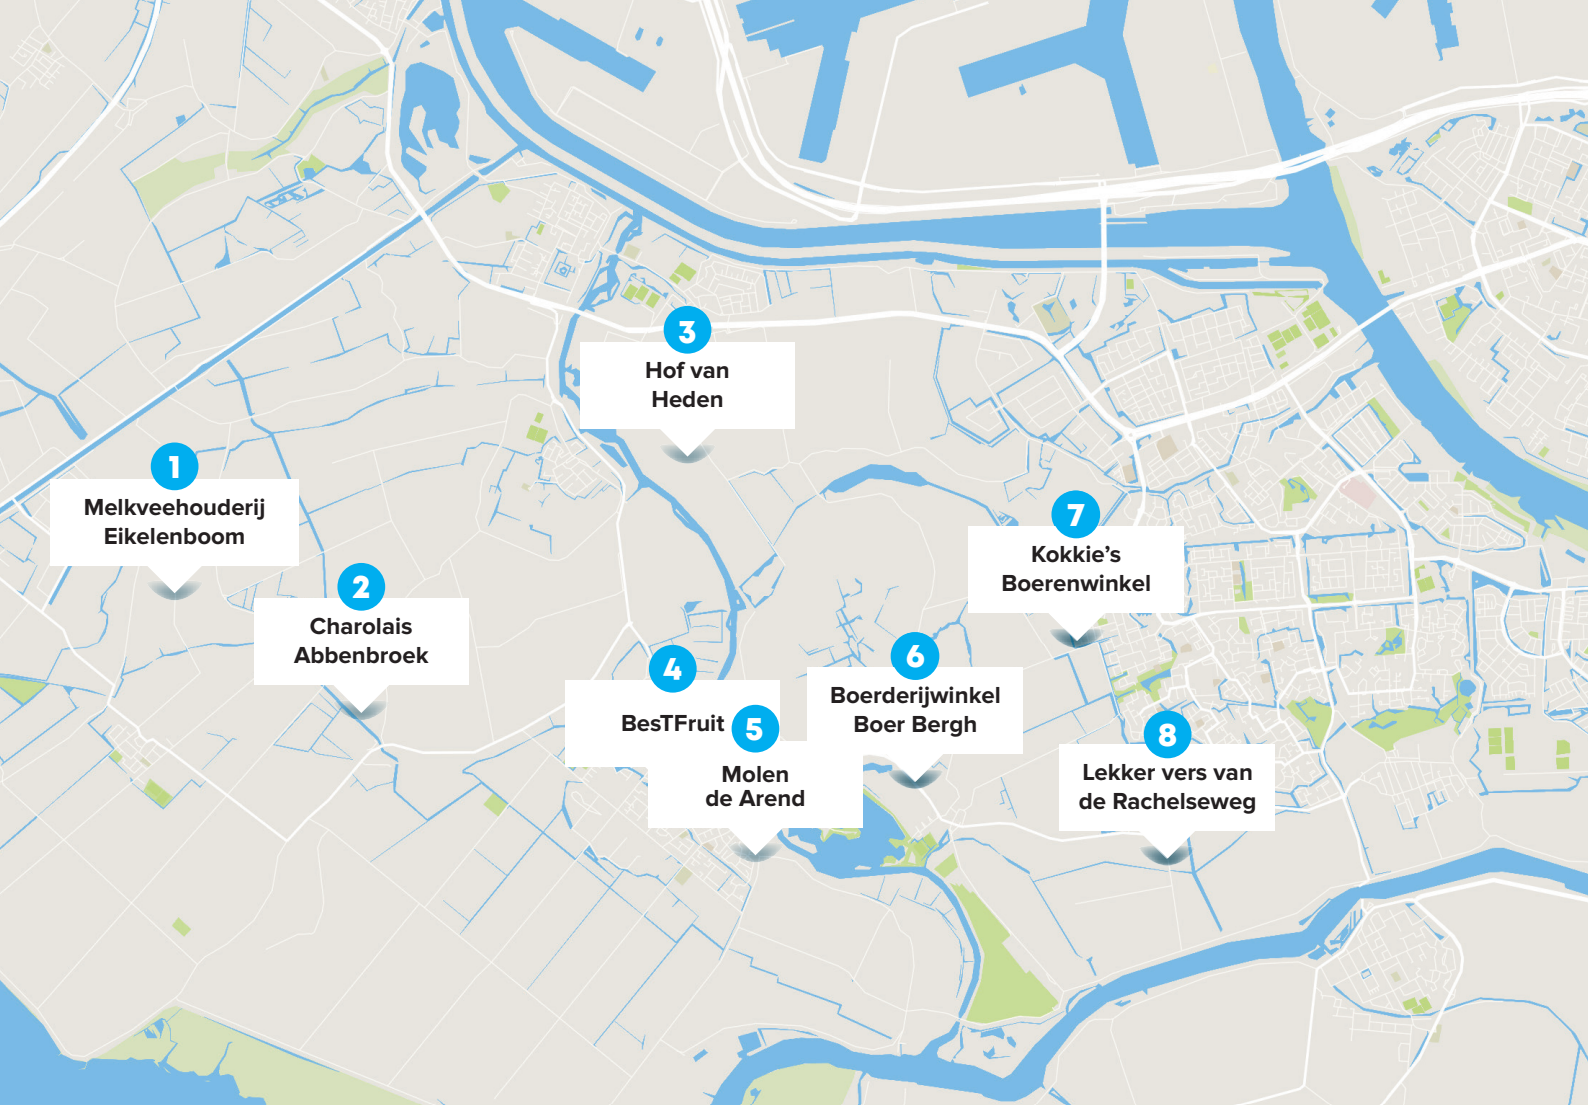 1
Melkveehouderij
Eikelenboom
2
Charolais
Abbenbroek
3
Hof van
Heden
4
BesTFruit
5
Molen
de Arend
6
Boerderijwinkel
Boer Bergh
7
Kokkie’s
Boerenwinkel
8
Lekker vers van
de Rachelseweg